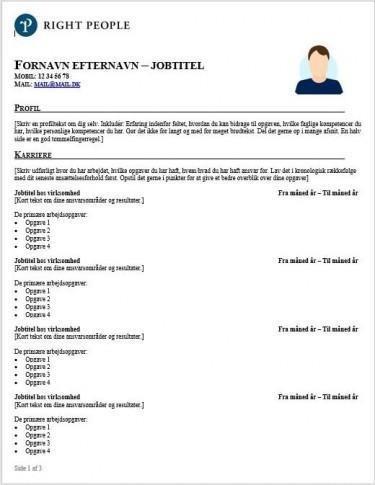 RIGHT PEOPLE
FORNAVN EFTERNAVN – JOBTITEL
MOBIL: 12 34 56 78
MAIL: MAIL@MAIL.DK
PROFIL
[Skriv en profiltekst om dig selv. Inkluder: Erfaring indenfor feltet, hvordan du kan bidrage til opgaven, hvilke faglige kompetencer du
har, hvilke personlige kompetencer du har. Gør det ikke for langt og med for meget brødtekst. Del det gerne op i mange afsnit. En halv
side er en god tommelfingerregel.]
KARRIERE
[Skriv udførligt hvor du har arbejdet, hvilke opgaver du har haft, hvem hvad du har haft ansvar for. Lav det i kronologisk rækkefølge
med dit seneste ansættelsesforhold først. Opstil det gerne i punkter for at give et bedre overblik over dine opgaver]
Jobtitel hos virksomhed Fra måned år – Til måned år
[Kort tekst om dine ansvarsområder og resultater.]
De primære arbejdsopgaver:
• Opgave 1
• Opgave 2
• Opgave 3
• Opgave 4
Jobtitel hos virksomhed Fra måned år – Til måned år
[Kort tekst om dine ansvarsområder og resultater.]
De primære arbejdsopgaver:
• Opgave 1
• Opgave 2
• Opgave 3
• Opgave 4
Jobtitel hos virksomhed Fra måned år – Til måned år
[Kort tekst om dine ansvarsområder og resultater.]
De primære arbejdsopgaver:
• Opgave 1
• Opgave 2
• Opgave 3
• Opgave 4
Jobtitel hos virksomhed Fra måned år – Til måned år
[Kort tekst om dine ansvarsområder og resultater.]
De primære arbejdsopgaver:
• Opgave 1
• Opgave 2
• Opgave 3
• Opgave 4
Side 1 af 3